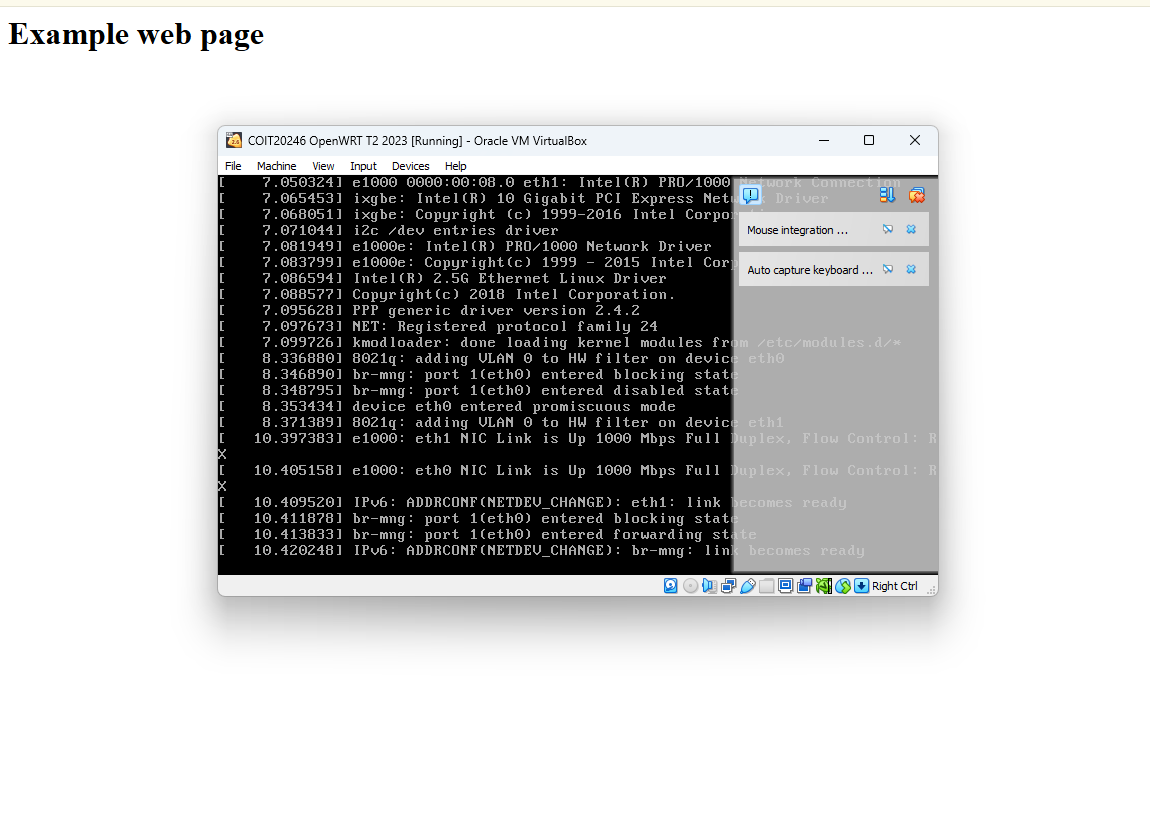 Example web page
COIT20246 OpenWRT T2 2023 [Running] - Oracle VM VirtualBox
File Machine View Input Devices Help
[    7.050324] e1000 0000:00:08.0 eth1: Intel(R) PRO/1000 Network Connection
[    7.065453] ixgbe: Intel(R) 10 Gigabit PCI Express Network Driver
[    7.068051] ixgbe: Copyright (c) 1999-2016 Intel Corporation.
[    7.071044] i2c /dev entries driver
[    7.081949] e1000e: Intel(R) PRO/1000 Network Driver
[    7.083799] e1000e: Copyright(c) 1999 - 2015 Intel Corp
[    7.086594] Intel(R) 2.5G Ethernet Linux Driver
[    7.088577] Copyright(c) 2018 Intel Corporation.
[    7.095628] PPP generic driver version 2.4.2
[    7.097673] NET: Registered protocol family 24
[    7.099726] kmodloader: done loading kernel modules from /etc/modules.d/*
[    8.336880] 8021q: adding VLAN 0 to HW filter on device eth0
[    8.346890] br-mng: port 1(eth0) entered blocking state
[    8.348795] br-mng: port 1(eth0) entered disabled state
[    8.353434] device eth0 entered promiscuous mode
[    8.371389] 8021q: adding VLAN 0 to HW filter on device eth1
[   10.397383] e1000: eth1 NIC Link is Up 1000 Mbps Full Duplex, Flow Control: R
X
[   10.405158] e1000: eth0 NIC Link is Up 1000 Mbps Full Duplex, Flow Control: R
X
[   10.409520] IPv6: ADDRCONF(NETDEV_CHANGE): eth1: link becomes ready
[   10.411878] br-mng: port 1(eth0) entered blocking state
[   10.413833] br-mng: port 1(eth0) entered forwarding state
[   10.420248] IPv6: ADDRCONF(NETDEV_CHANGE): br-mng: link becomes ready
Mouse integration ...
Auto capture keyboard ...
Right Ctrl